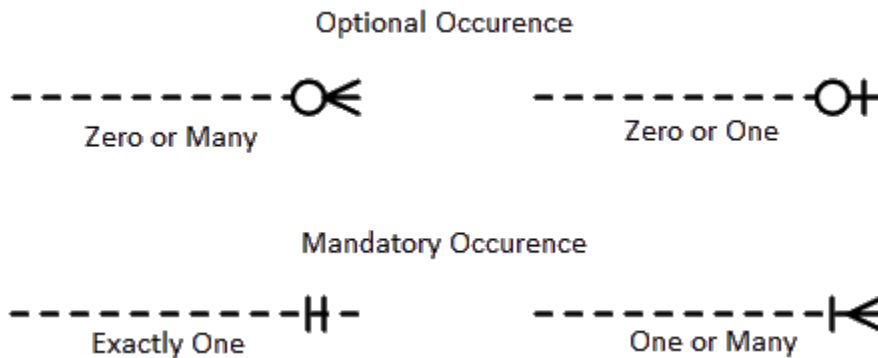 Optional Occurence
Zero or Many
Zero or One
Mandatory Occurence
Exactly One
One or Many